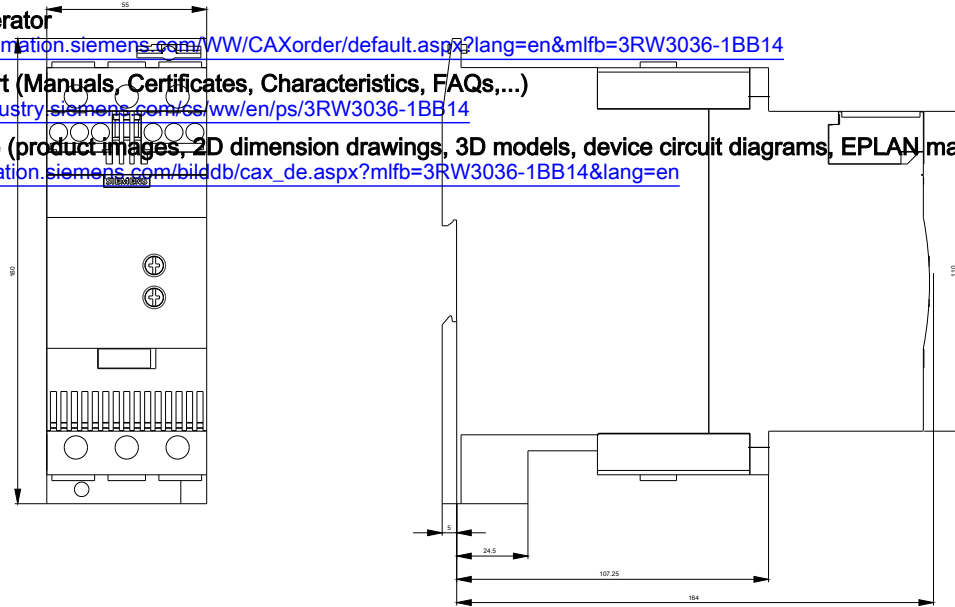 55
erator
mation.siemens.com/WW/CAXorder/default.aspx?lang=en&mlfb=3RW3036-1BB14
rt (Manuals, Certificates, Characteristics, FAQs,...)
ustry.siemens.com/cs/ww/en/ps/3RW3036-1BB14
e (product images, 2D dimension drawings, 3D models, device circuit diagrams, EPLAN ma
ation.siemens.com/bilddb/cax_de.aspx?mlfb=3RW3036-1BB14&lang=en
SIEMENS
160
110
5
24.5
107.25
164